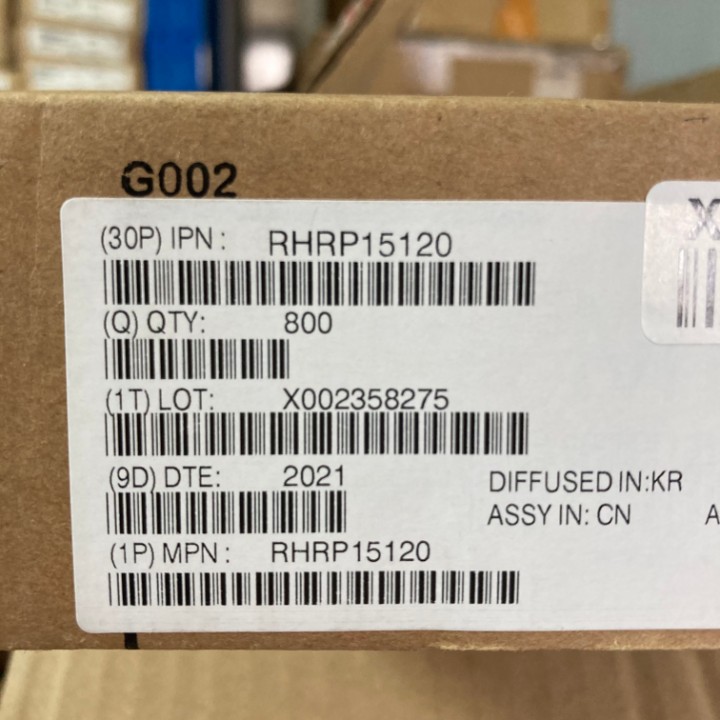 G002
(30P) IPN: RHRP15120
(Q) QTY: 800
(1T) LOT: X002358275
(9D) DTE: 2021
DIFFUSED IN:KR
ASSY IN: CN
(1P) MPN: RHRP15120